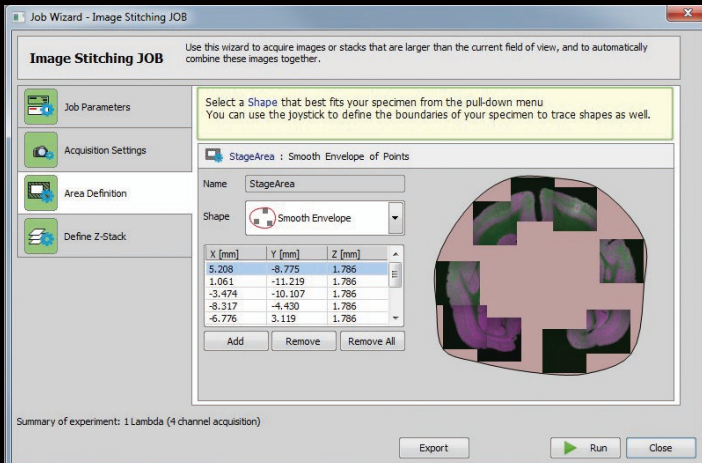 Job Wizard - Image Stitching JOB
Image Stitching JOB
Use this wizard to acquire images or stacks that are larger than the current field of view, and to automatically
combine these images together.
Job Parameters
Acquisition Settings
Area Definition
Define Z-Stack
Select a Shape that best fits your specimen from the pull-down menu
You can use the joystick to define the boundaries of your specimen to trace shapes as well.
StageArea : Smooth Envelope of Points
Name StageArea
Shape Smooth Envelope
X [mm] Y [mm] Z [mm]
5.208 -8.775 1.786
1.061 -11.219 1.786
-3.474 -10.107 1.786
-8.317 -4.430 1.786
-6.776 3.119 1.786
Add Remove Remove All
Summary of experiment: 1 Lambda (4 channel acquisition)
Export Run Close